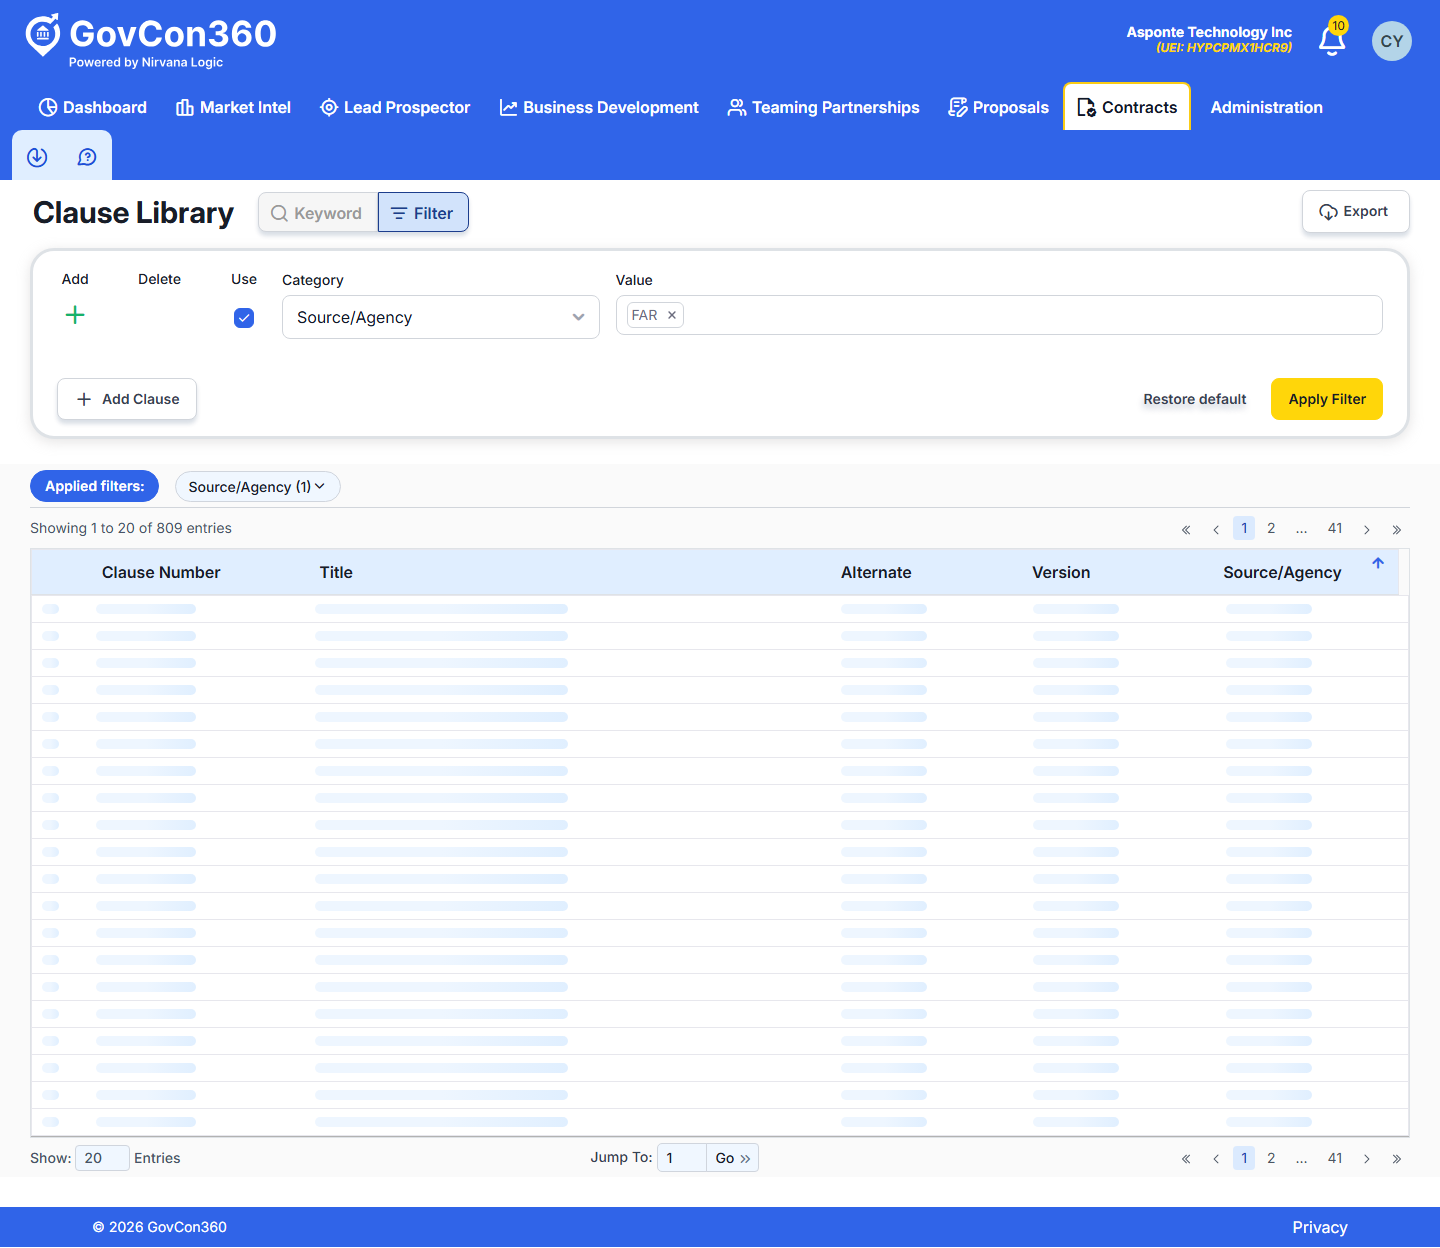 GovCon360
Powered by Nirvana Logic
Asponte Technology Inc
(UEI: HYPCPMX1HCR9)
10
CY
Dashboard
Market Intel
Lead Prospector
Business Development
Teaming Partnerships
Proposals
Contracts
Administration
Clause Library
Keyword
Filter
Export
Add
Delete
Use
Category
Value
Source/Agency
FAR ×
Add Clause
Restore default
Apply Filter
Applied filters:
Source/Agency (1)
Showing 1 to 20 of 809 entries
« ‹ 1 2 ... 41 › »
Clause Number
Title
Alternate
Version
Source/Agency
Show: 20 Entries
Jump To: 1 Go »
« ‹ 1 2 ... 41 › »
© 2026 GovCon360
Privacy